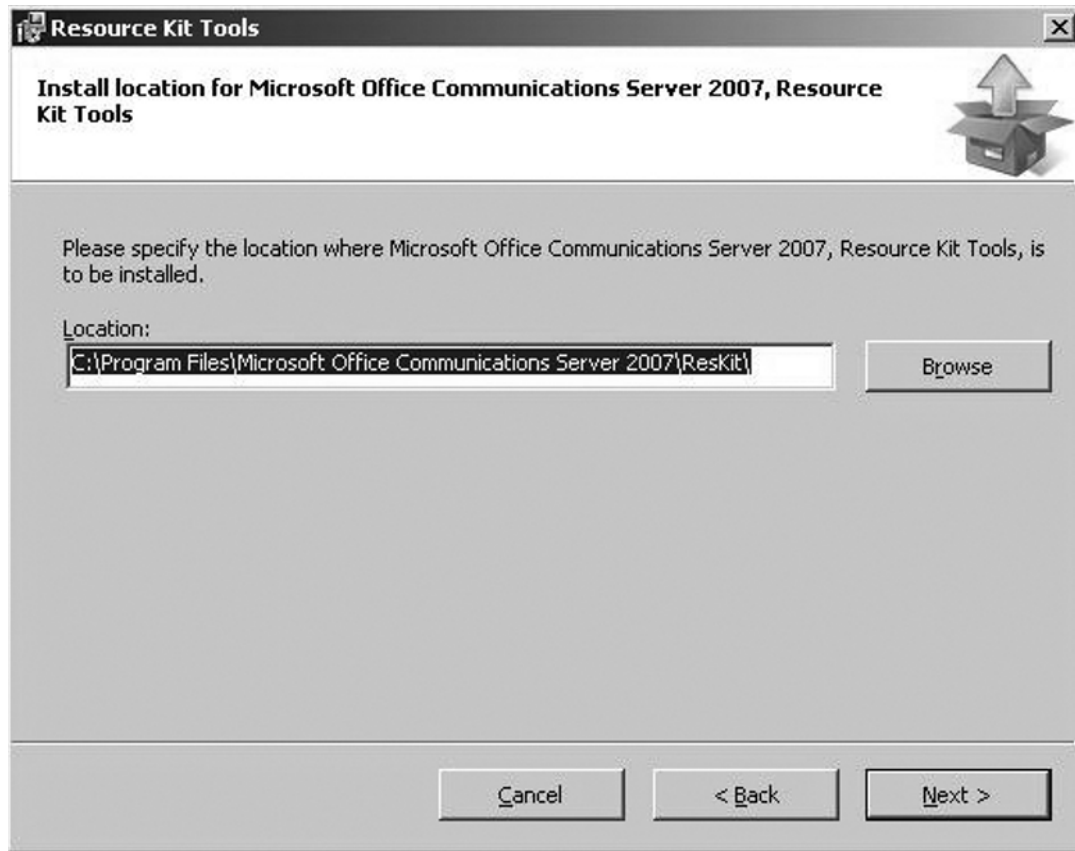 Resource Kit Tools
Install location for Microsoft Office Communications Server 2007, Resource
Kit Tools
Please specify the location where Microsoft Office Communications Server 2007, Resource Kit Tools, is
to be installed.
Location:
C:\Program Files\Microsoft Office Communications Server 2007\ResKit\
Browse
Cancel
< Back
Next >